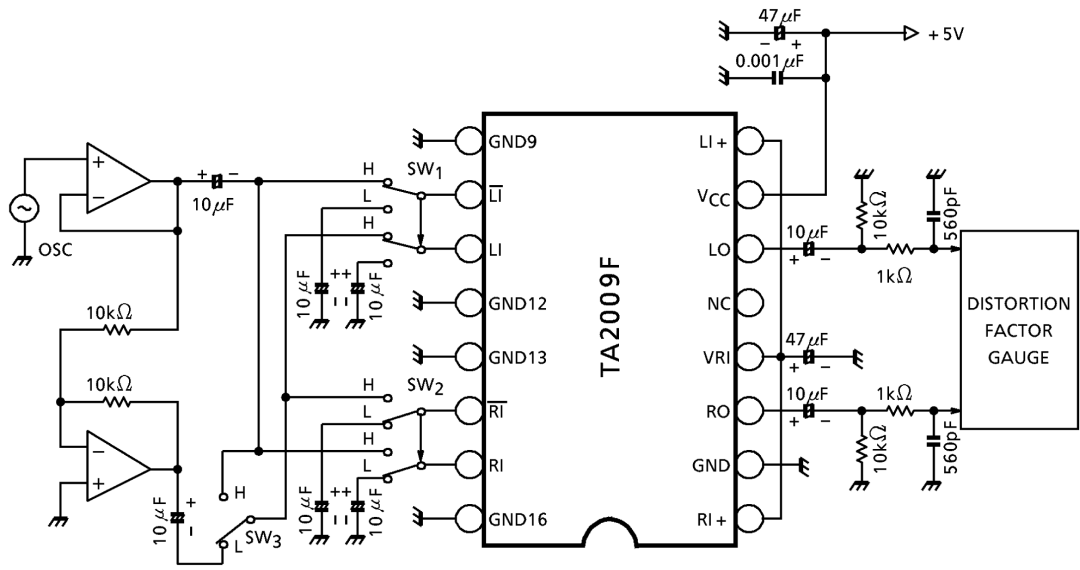 47μF
− +
+5V
0.001μF
GND9
LI+
H
SW1
+ −
10μF
L
L̅I̅
VCC
10kΩ
560pF
+
−
OSC
H
LI
LO
10μF
+ −
1kΩ
10μF
++
−−
10μF
GND12
NC
TA2009F
DISTORTION
FACTOR
GAUGE
10kΩ
GND13
VRI
47μF
+ −
10kΩ
H
SW2
L
R̅I̅
RO
10μF
+ −
1kΩ
10kΩ
560pF
−
+
H
L
RI
GND
10μF
+
−
H
L
SW3
10μF
++
−−
10μF
GND16
RI+